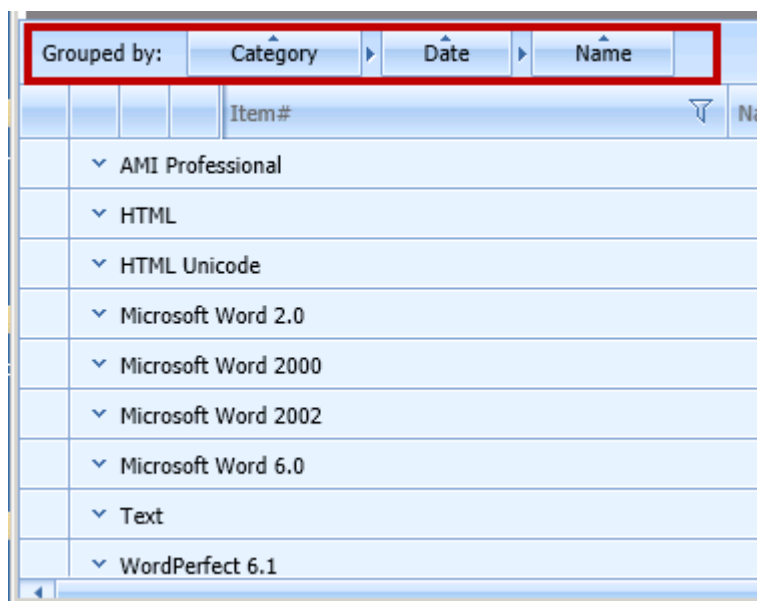 Grouped by: Category Date Name
Item# Na
AMI Professional
HTML
HTML Unicode
Microsoft Word 2.0
Microsoft Word 2000
Microsoft Word 2002
Microsoft Word 6.0
Text
WordPerfect 6.1